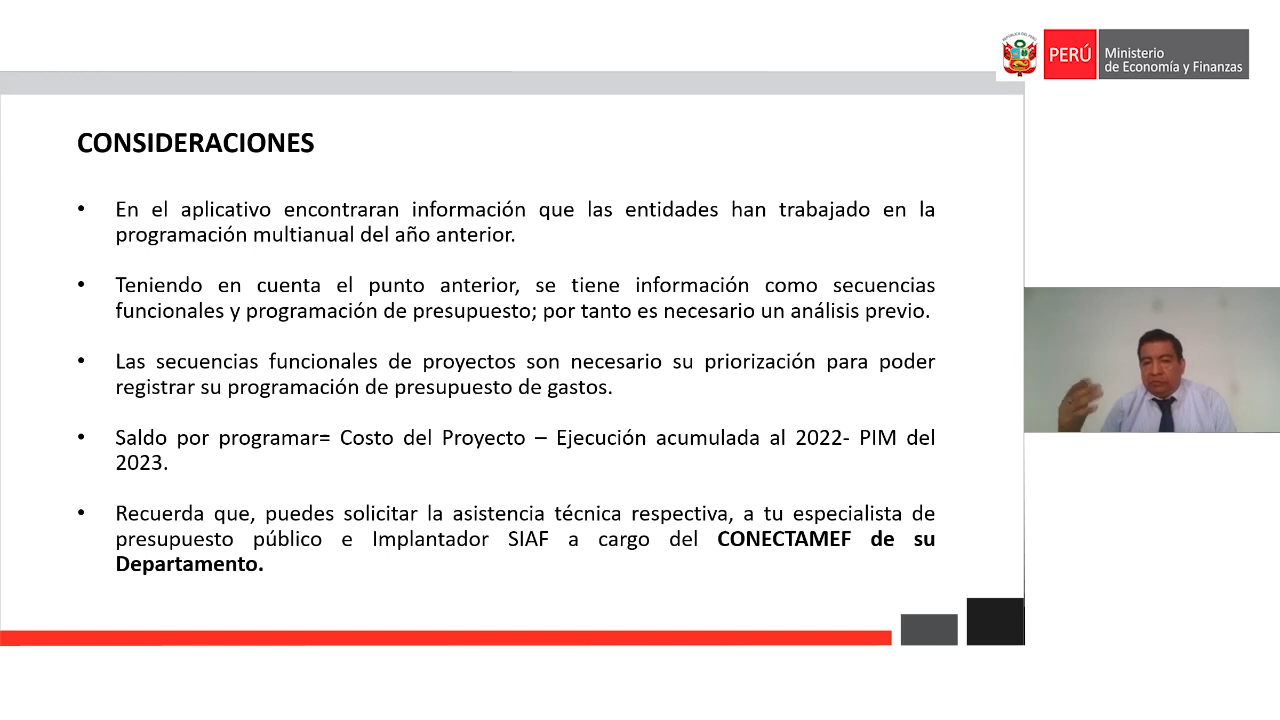 REPÚBLICA DEL PERÚ
PERÚ
Ministerio
de Economía y Finanzas
CONSIDERACIONES
• En el aplicativo encontraran información que las entidades han trabajado en la
programación multianual del año anterior.
• Teniendo en cuenta el punto anterior, se tiene información como secuencias
funcionales y programación de presupuesto; por tanto es necesario un análisis previo.
• Las secuencias funcionales de proyectos son necesario su priorización para poder
registrar su programación de presupuesto de gastos.
• Saldo por programar= Costo del Proyecto – Ejecución acumulada al 2022- PIM del
2023.
• Recuerda que, puedes solicitar la asistencia técnica respectiva, a tu especialista de
presupuesto público e Implantador SIAF a cargo del CONECTAMEF de su
Departamento.